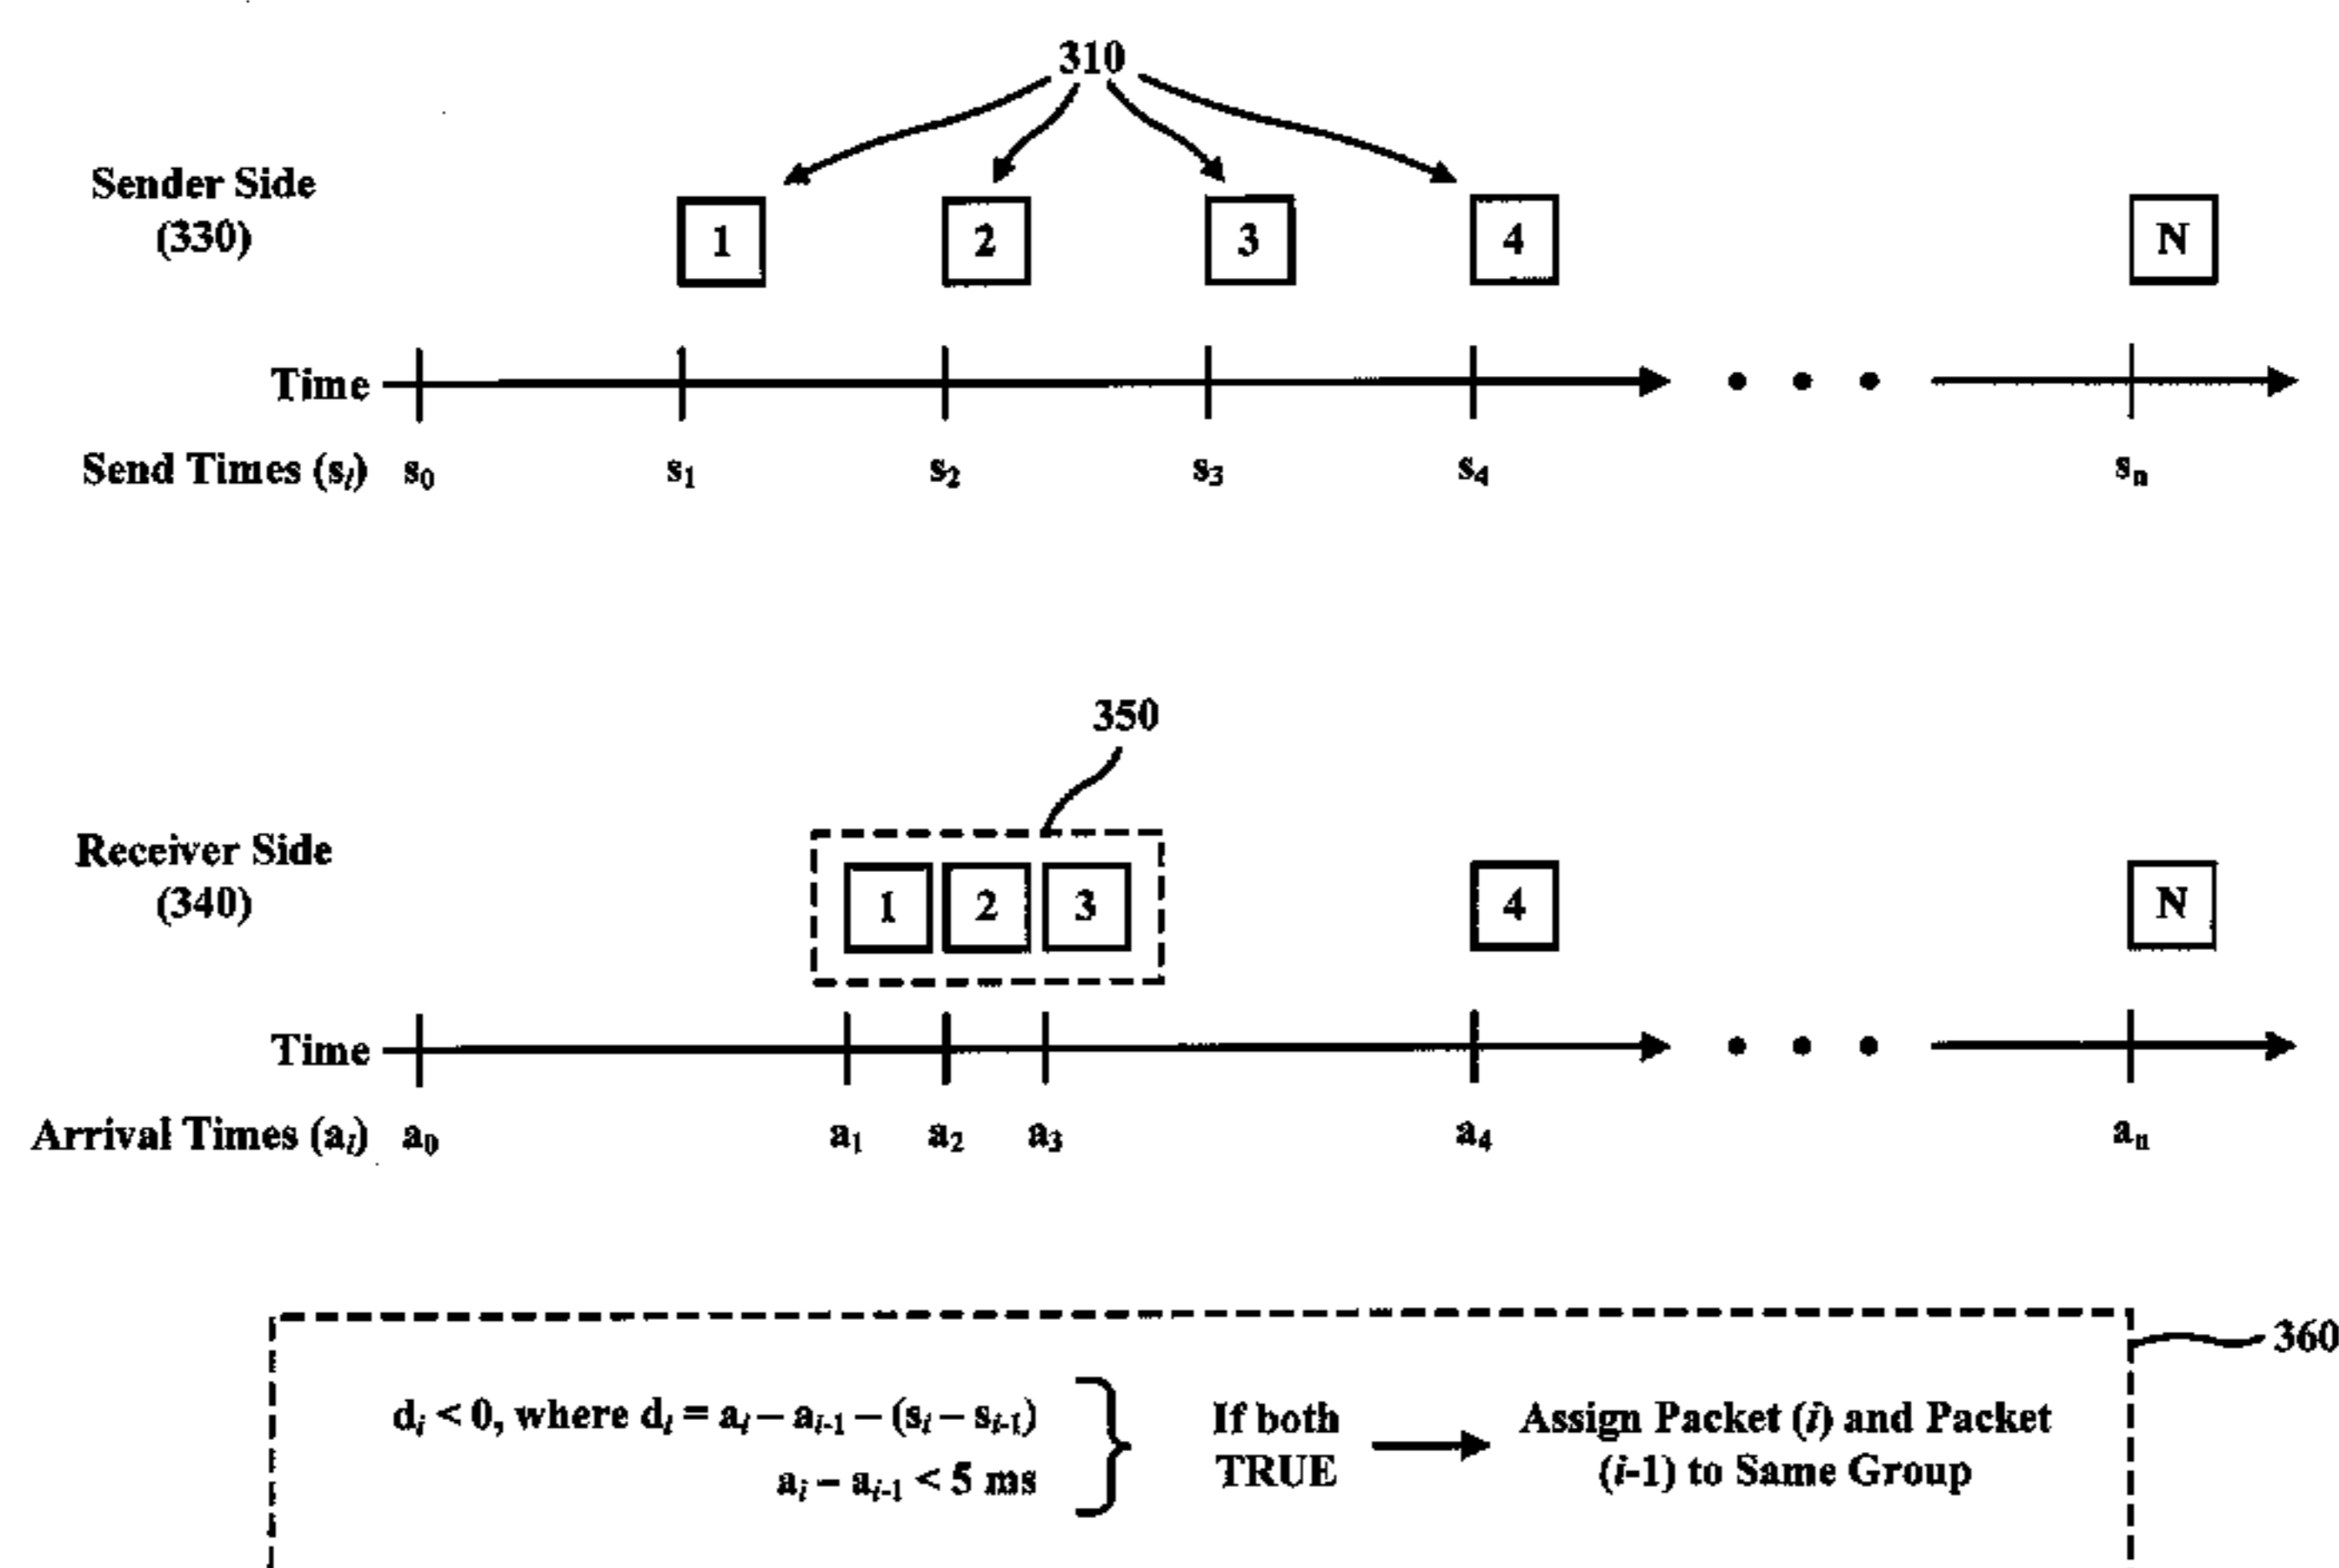 310
Sender Side
(330)
1 2 3 4 N
Time
Send Times (sᵢ) s₀ s₁ s₂ s₃ s₄ sₙ
350
Receiver Side
(340)
1 2 3 4 N
Time
Arrival Times (aᵢ) a₀ a₁ a₂ a₃ a₄ aₙ
360
dᵢ < 0, where dᵢ = aᵢ – aᵢ₋₁ – (sᵢ – sᵢ₋₁)
aᵢ – aᵢ₋₁ < 5 ms
If both
TRUE
Assign Packet (i) and Packet
(i-1) to Same Group